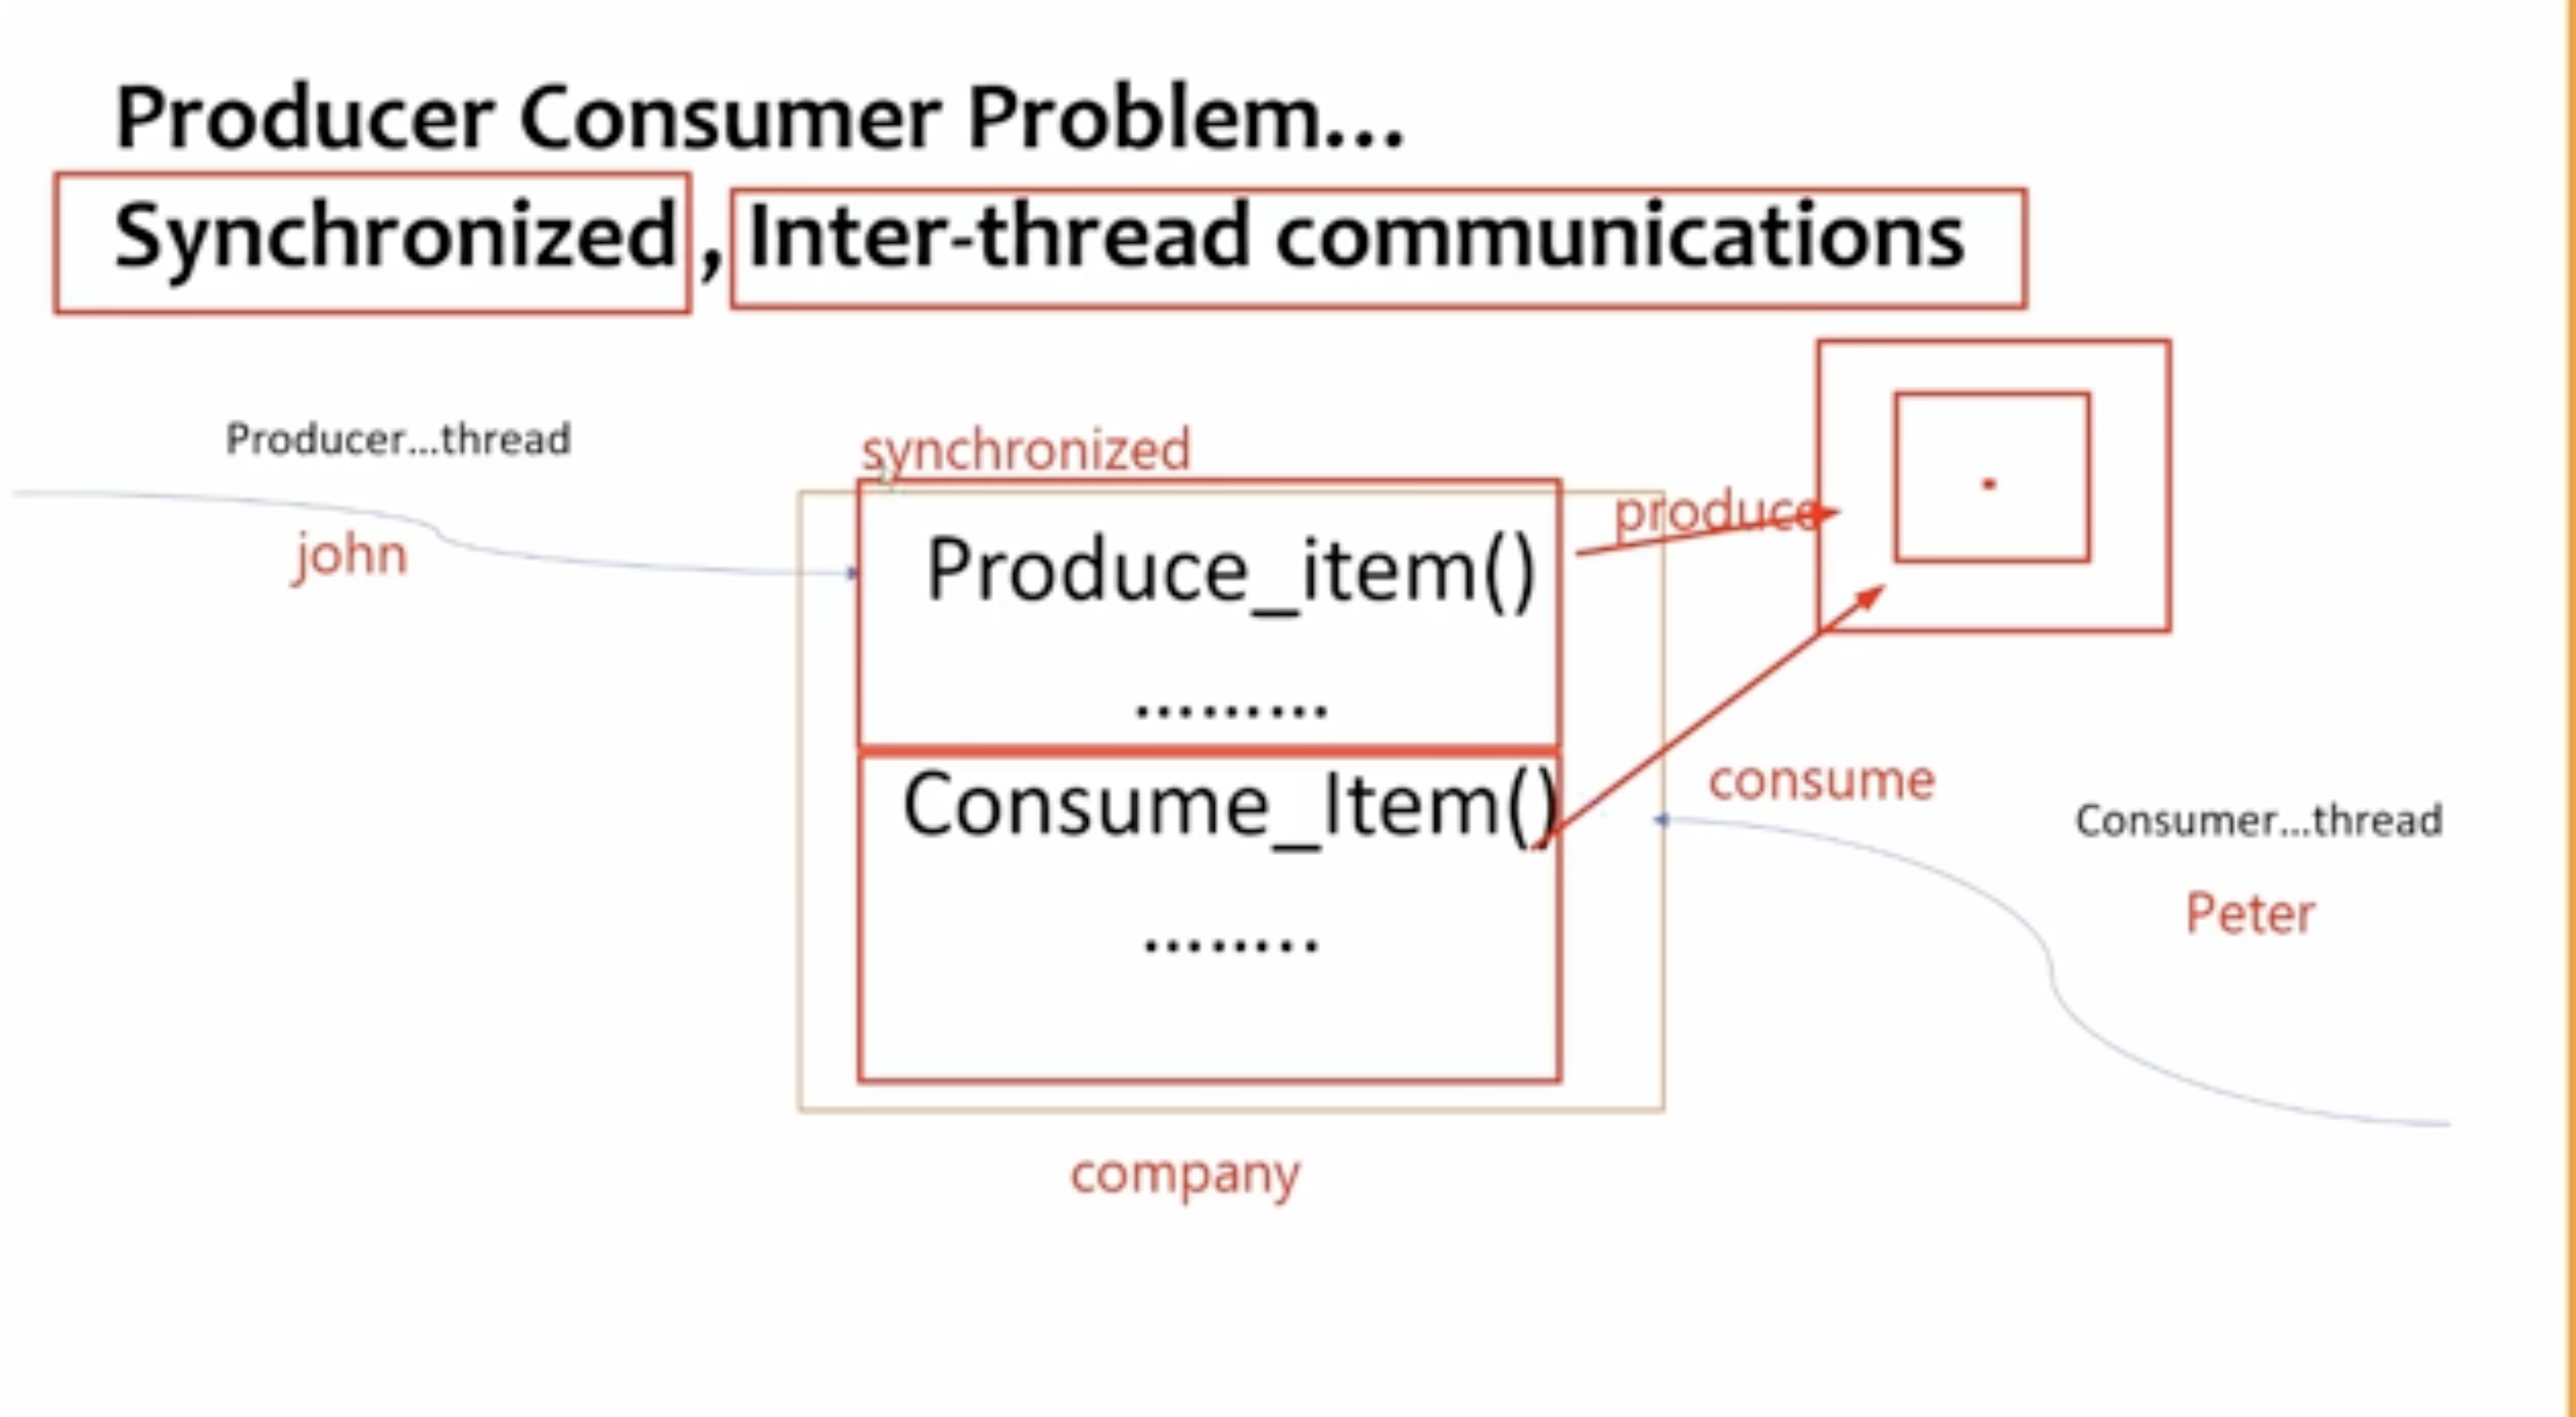 Producer Consumer Problem...
Synchronized , Inter-thread communications
Producer...thread
john
synchronized
Produce_item()
.........
produce
Consume_Item()
........
consume
Consumer...thread
Peter
company